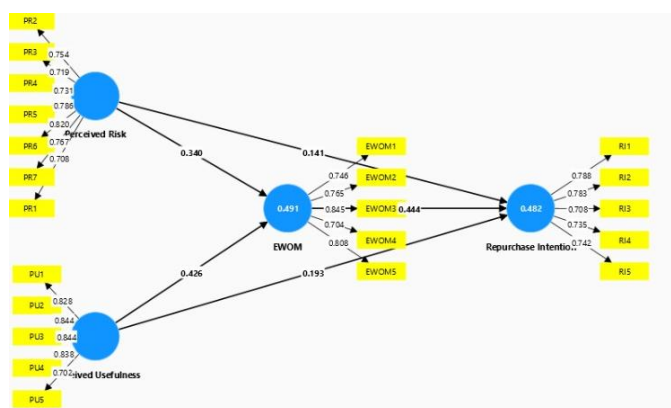 PR2
PR3
PR4
PR5
PR6
PR7
PR1
0.754
0.719
0.731
0.786
0.820
0.767
0.708
Perceived Risk
PU1
PU2
PU3
PU4
PU5
0.828
0.844
0.844
0.838
0.702
ived Usefulness
0.340
0.426
0.141
0.444
0.193
0.491
EWOM
0.746
0.765
0.845
0.704
0.808
EWOM1
EWOM2
EWOM3
EWOM4
EWOM5
0.482
Repurchase Intentio..
0.788
0.783
0.708
0.735
0.742
RI1
RI2
RI3
RI4
RI5